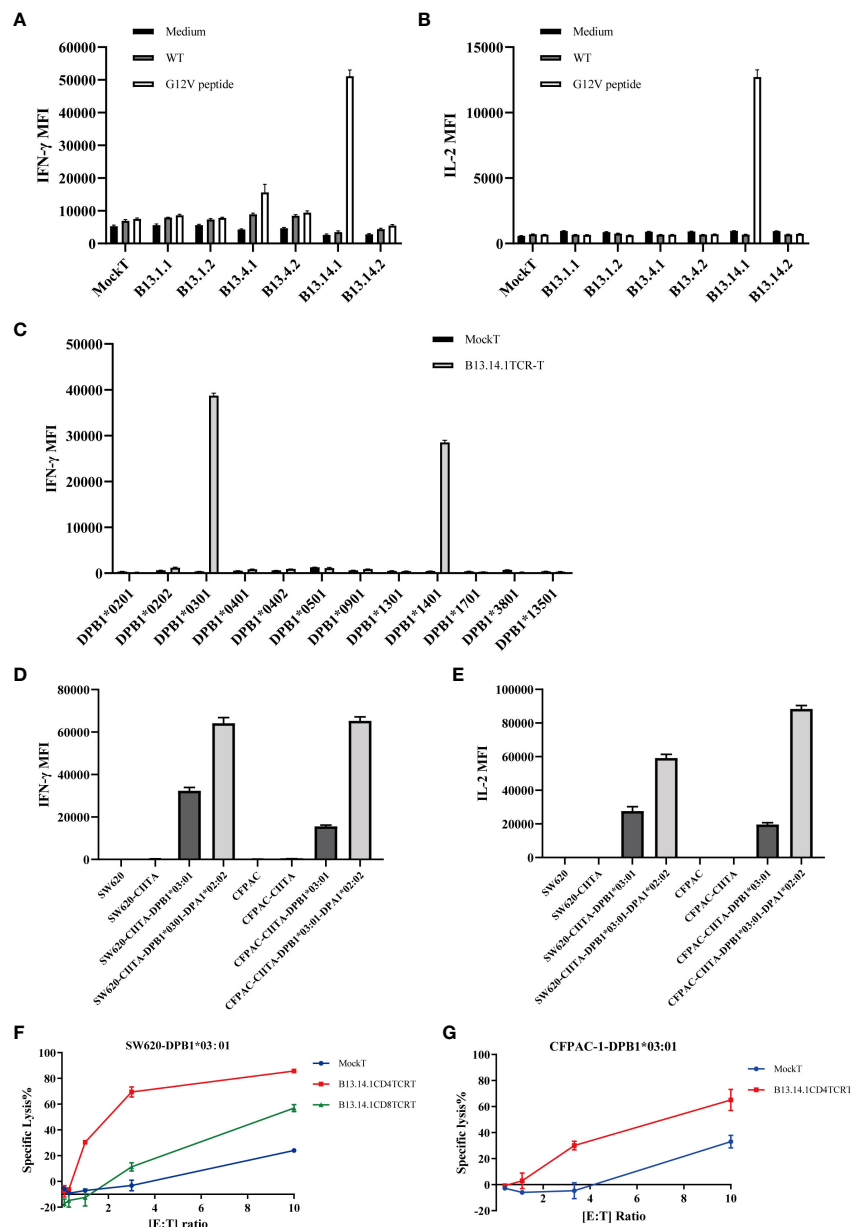 A
Medium
WT
G12V peptide
IFN-γ MFI
60000
50000
40000
30000
20000
10000
0
MockT
B13.1.1
B13.1.2
B13.4.1
B13.4.2
B13.14.1
B13.14.2
B
Medium
WT
G12V peptide
IL-2 MFI
15000
10000
5000
0
MockT
B13.1.1
B13.1.2
B13.4.1
B13.4.2
B13.14.1
B13.14.2
C
MockT
B13.14.1TCR-T
IFN-γ MFI
50000
40000
30000
20000
10000
0
DPB1*0201
DPB1*0202
DPB1*0301
DPB1*0401
DPB1*0402
DPB1*0501
DPB1*0901
DPB1*1301
DPB1*1401
DPB1*1701
DPB1*3801
DPB1*13501
D
IFN-γ MFI
80000
60000
40000
20000
0
SW620
SW620-CIITA
SW620-CIITA-DPB1*03:01
SW620-CIITA-DPB1*0301-DPA1*02:02
CFPAC
CFPAC-CIITA
CFPAC-CIITA-DPB1*03:01
CFPAC-CIITA-DPB1*03:01-DPA1*02:02
E
IL-2 MFI
100000
80000
60000
40000
20000
0
SW620
SW620-CIITA
SW620-CIITA-DPB1*03:01
SW620-CIITA-DPB1*03:01-DPA1*02:02
CFPAC
CFPAC-CIITA
CFPAC-CIITA-DPB1*03:01
CFPAC-CIITA-DPB1*03:01-DPA1*02:02
F
SW620-DPB1*03:01
MockT
B13.14.1CD4TCRT
B13.14.1CD8TCRT
Specific Lysis%
100
80
60
40
20
0
-20
2
4
6
8
10
[E:T] ratio
G
CFPAC-1-DPB1*03:01
MockT
B13.14.1CD4TCRT
Specific lysis%
100
80
60
40
20
0
-20
2
4
6
8
10
[E:T] Ratio